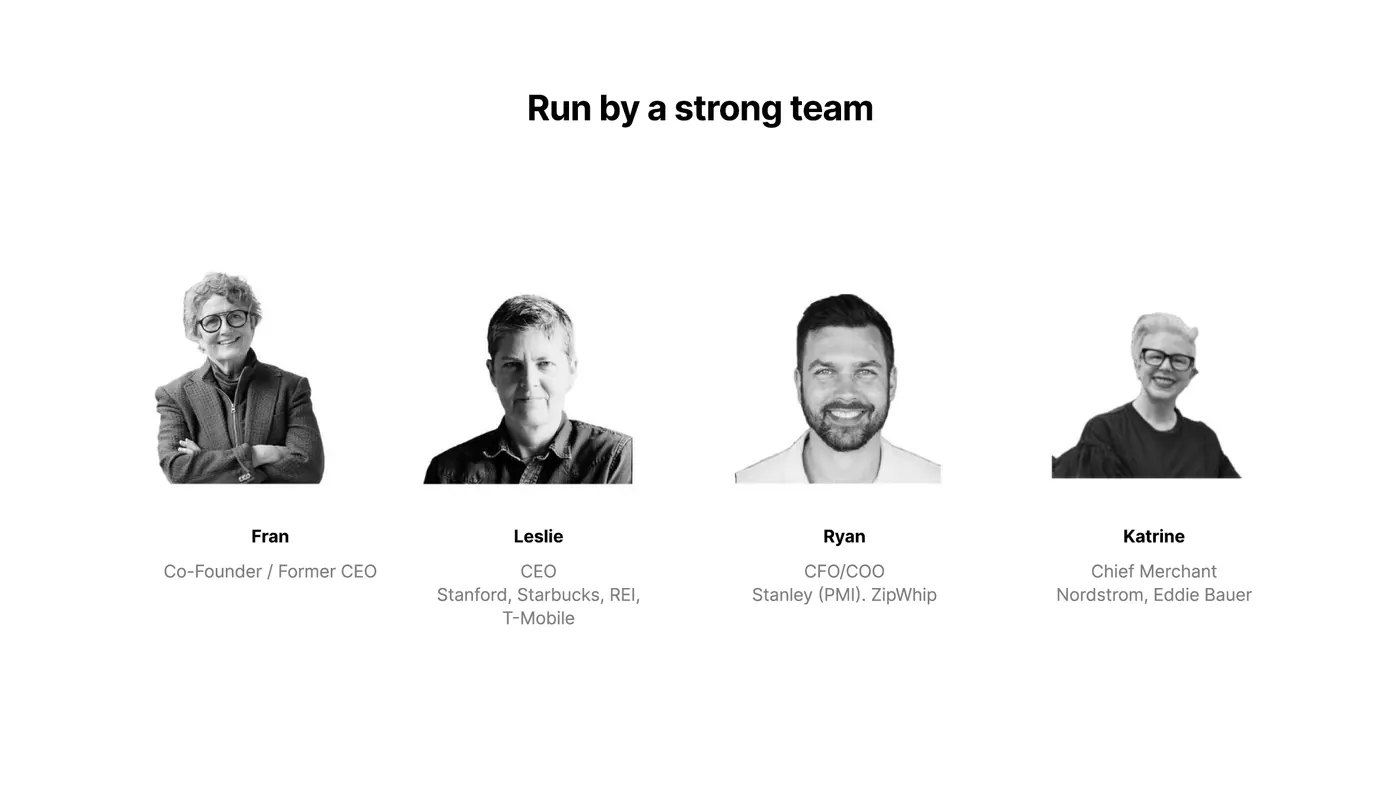 Run by a strong team
Fran
Co-Founder / Former CEO
Leslie
CEO
Stanford, Starbucks, REI,
T-Mobile
Ryan
CFO/COO
Stanley (PMI). ZipWhip
Katrine
Chief Merchant
Nordstrom, Eddie Bauer